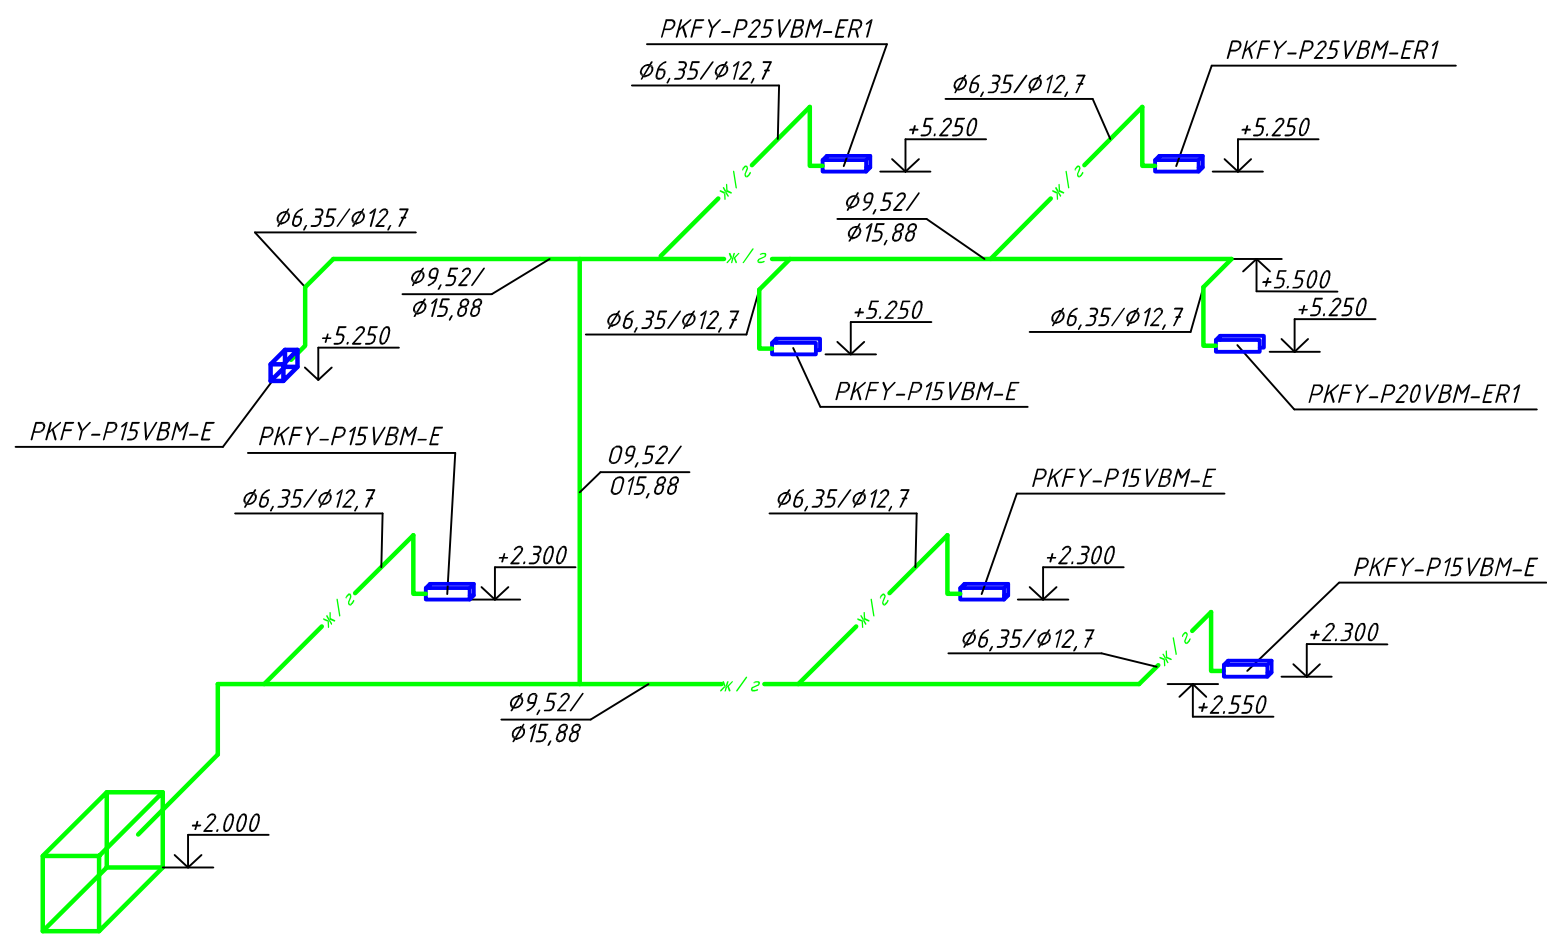 PKFY-P25VBM-ER1
PKFY-P25VBM-ER1
Ø6,35/Ø12,7
Ø6,35/Ø12,7
+5.250
+5.250
ж/г
ж/г
Ø9,52/
Ø15,88
Ø6,35/Ø12,7
ж/г
Ø9,52/
Ø15,88
+5.500
+5.250
+5.250
Ø6,35/Ø12,7
Ø6,35/Ø12,7
+5.250
PKFY-P15VBM-E
PKFY-P20VBM-ER1
PKFY-P15VBM-E
PKFY-P15VBM-E
O9,52/
O15,88
PKFY-P15VBM-E
Ø6,35/Ø12,7
Ø6,35/Ø12,7
+2.300
+2.300
PKFY-P15VBM-E
ж/г
ж/г
Ø6,35/Ø12,7
ж/г
+2.300
ж/г
Ø9,52/
Ø15,88
+2.550
+2.000